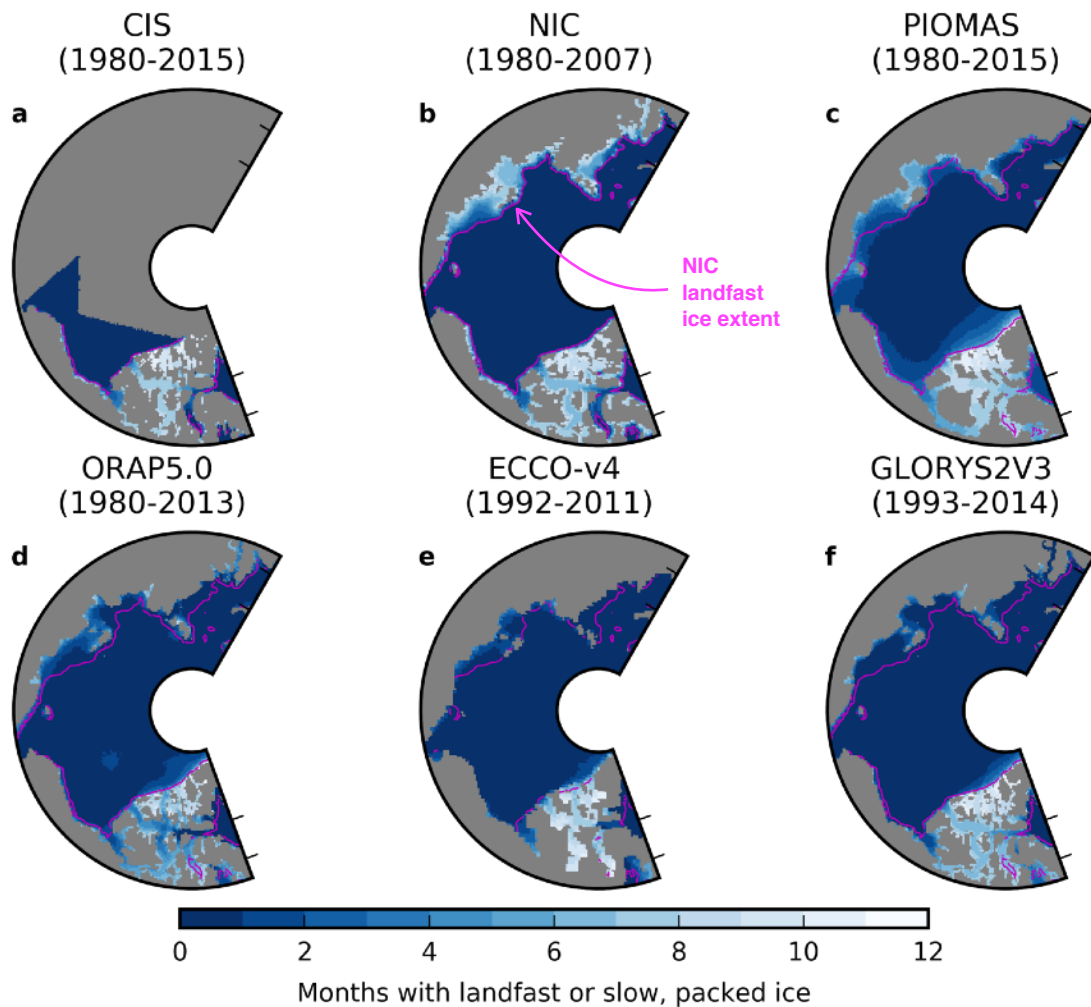 CIS
(1980-2015)
NIC
(1980-2007)
PIOMAS
(1980-2015)
a
b
c
NIC
landfast
ice extent
ORAP5.0
(1980-2013)
ECCO-v4
(1992-2011)
GLORYS2V3
(1993-2014)
d
e
f
0 2 4 6 8 10 12
Months with landfast or slow, packed ice